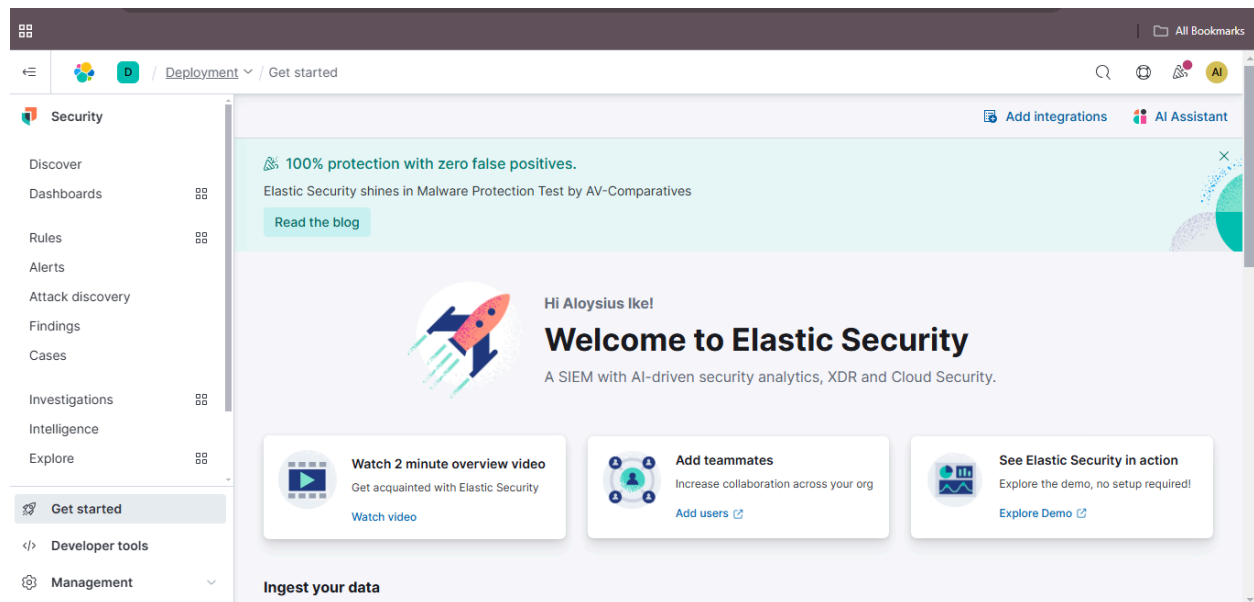 All Bookmarks
D / Deployment / Get started
AI
Security
Add integrations
AI Assistant
Discover
Dashboards
Rules
Alerts
Attack discovery
Findings
Cases
Investigations
Intelligence
Explore
Get started
Developer tools
Management
100% protection with zero false positives.
Elastic Security shines in Malware Protection Test by AV-Comparatives
Read the blog
Hi Aloysius Ike!
Welcome to Elastic Security
A SIEM with AI-driven security analytics, XDR and Cloud Security.
Watch 2 minute overview video
Get acquainted with Elastic Security
Watch video
Add teammates
Increase collaboration across your org
Add users
See Elastic Security in action
Explore the demo, no setup required!
Explore Demo
Ingest your data